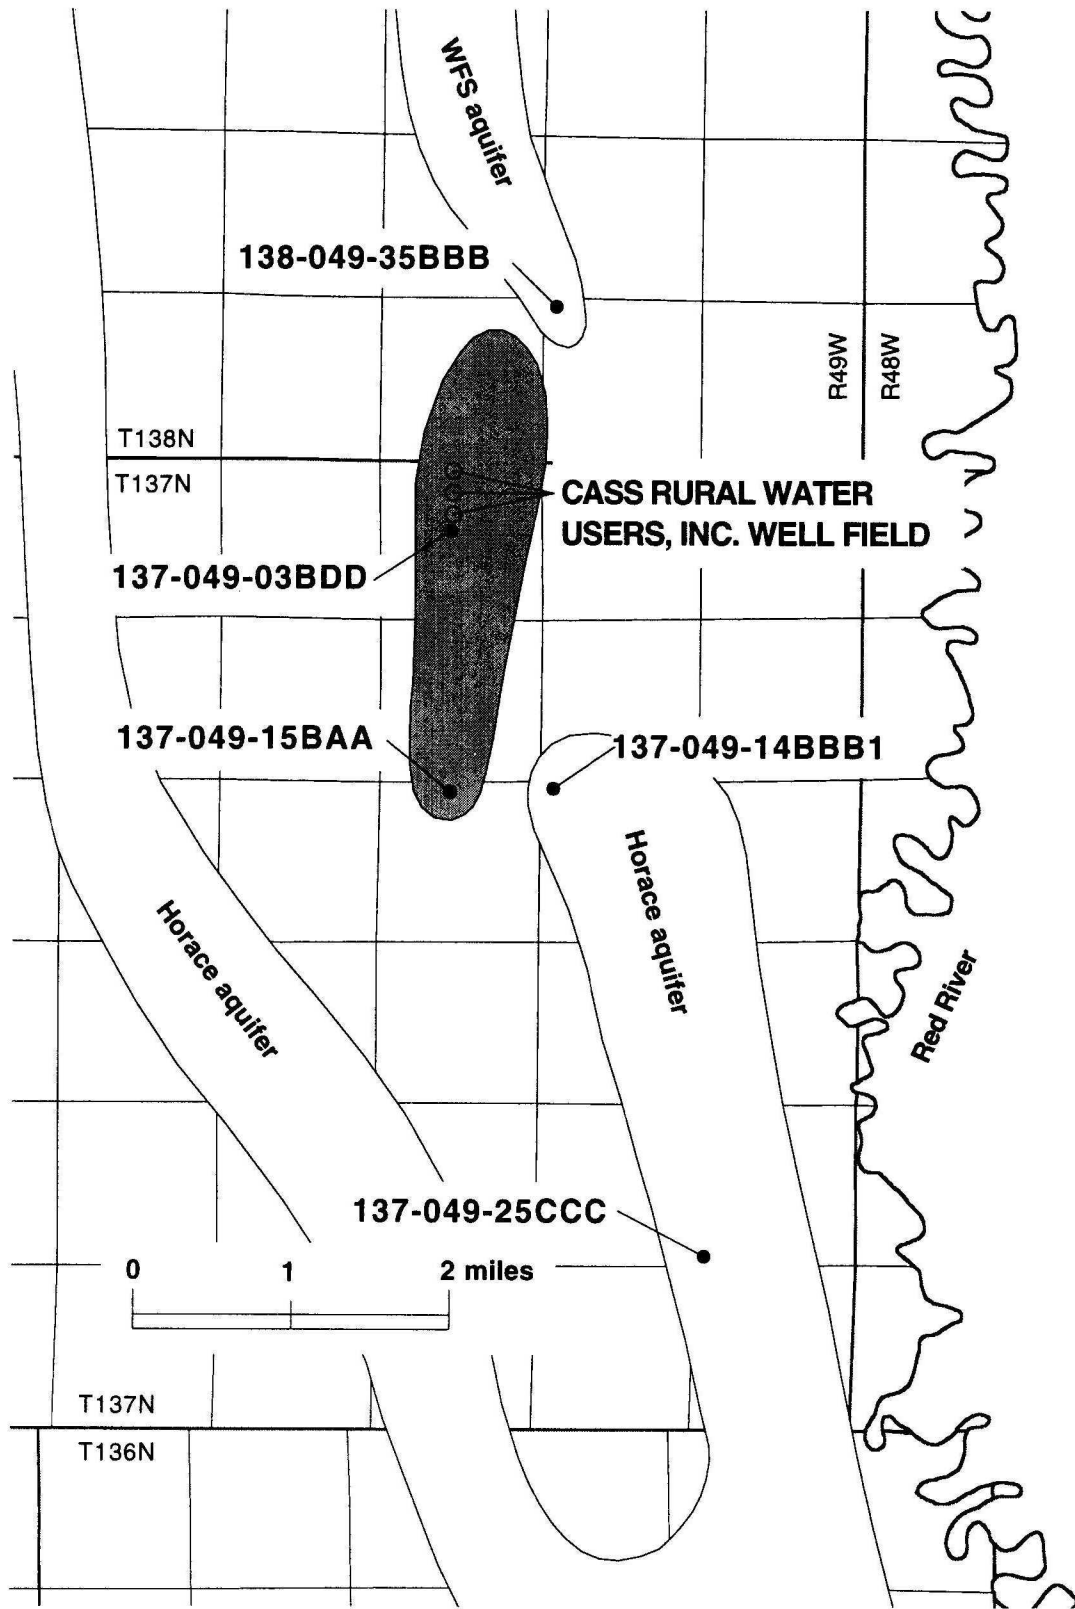 WFS aquifer
138-049-35BBB
R49W
R48W
T138N
T137N
CASS RURAL WATER
USERS, INC. WELL FIELD
137-049-03BDD
137-049-15BAA
137-049-14BBB1
Horace aquifer
Horace aquifer
Red River
137-049-25CCC
0 1 2 miles
T137N
T136N